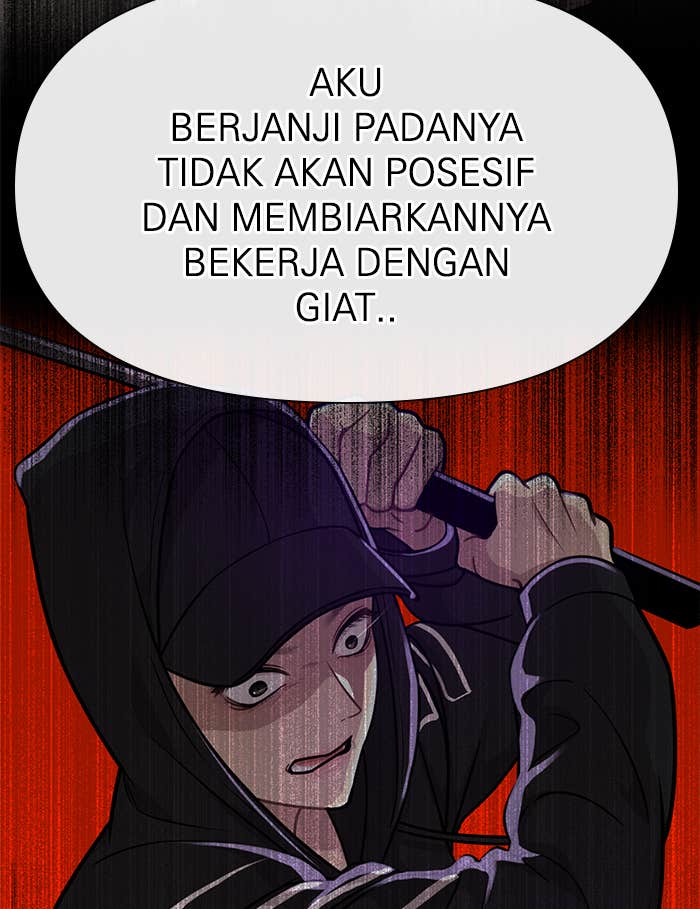 AKU
BERJANJI PADANYA
TIDAK AKAN POSESIF
DAN MEMBIARKANNYA
BEKERJA DENGAN
GIAT..